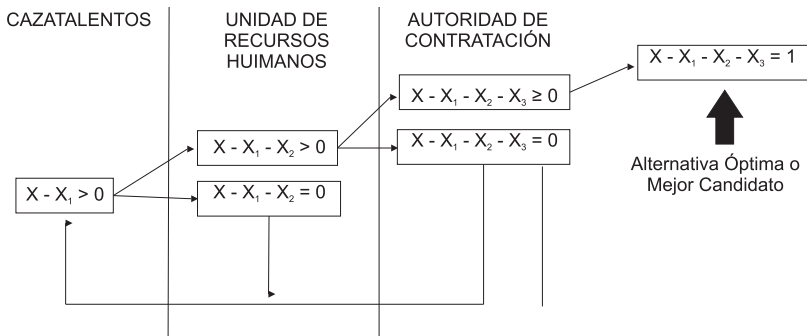 CAZATALENTOS
UNIDAD DE
RECURSOS
HUIMANOS
AUTORIDAD DE
CONTRATACIÓN
X - X₁ > 0
X - X₁ - X₂ > 0
X - X₁ - X₂ = 0
X - X₁ - X₂ - X₃ ≥ 0
X - X₁ - X₂ - X₃ = 0
X - X₁ - X₂ - X₃ = 1
Alternativa Óptima o
Mejor Candidato